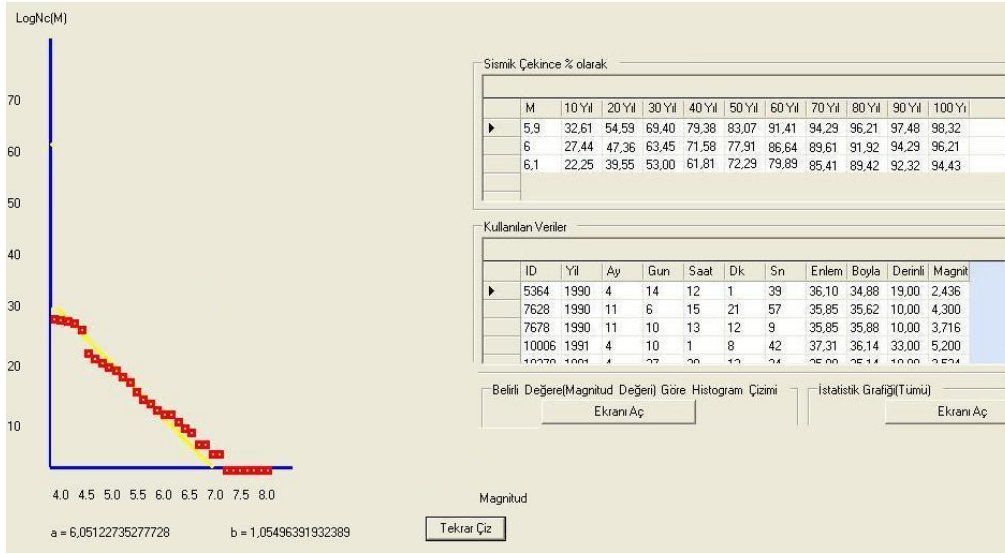 LogNc(M)
70
60
50
40
30
20
10
4.0 4.5 5.0 5.5 6.0 6.5 7.0 7.5 8.0
a = 6,05122735277728
b = 1,05496391932389
Sismik Çekince % olarak
M 10 Yıl 20 Yıl 30 Yıl 40 Yıl 50 Yıl 60 Yıl 70 Yıl 80 Yıl 90 Yıl 100 Yı
5,9 32,61 54,59 69,40 79,38 83,07 91,41 94,29 96,21 97,48 98,32
6 27,44 47,36 63,45 71,58 77,91 86,64 89,61 91,92 94,29 96,21
6,1 22,25 39,55 53,00 61,81 72,29 79,89 85,41 89,42 92,32 94,43
Kullanılan Veriler
ID Yıl Ay Gun Saat Dk Sn Enlem Boyla Derinli Magnit
5364 1990 4 14 12 1 39 36,10 34,88 19,00 2,436
7628 1990 11 6 15 21 57 35,85 35,62 10,00 4,300
7678 1990 11 10 13 12 9 35,85 35,88 10,00 3,716
10006 1991 4 10 1 8 42 37,31 36,14 33,00 5,200
Belirli Değere(Magnitud Değeri) Göre Histogram Çizimi
Ekranı Aç
İstatistik Grafiği(Tümü)
Ekranı Aç
Magnitud
Tekrar Çiz